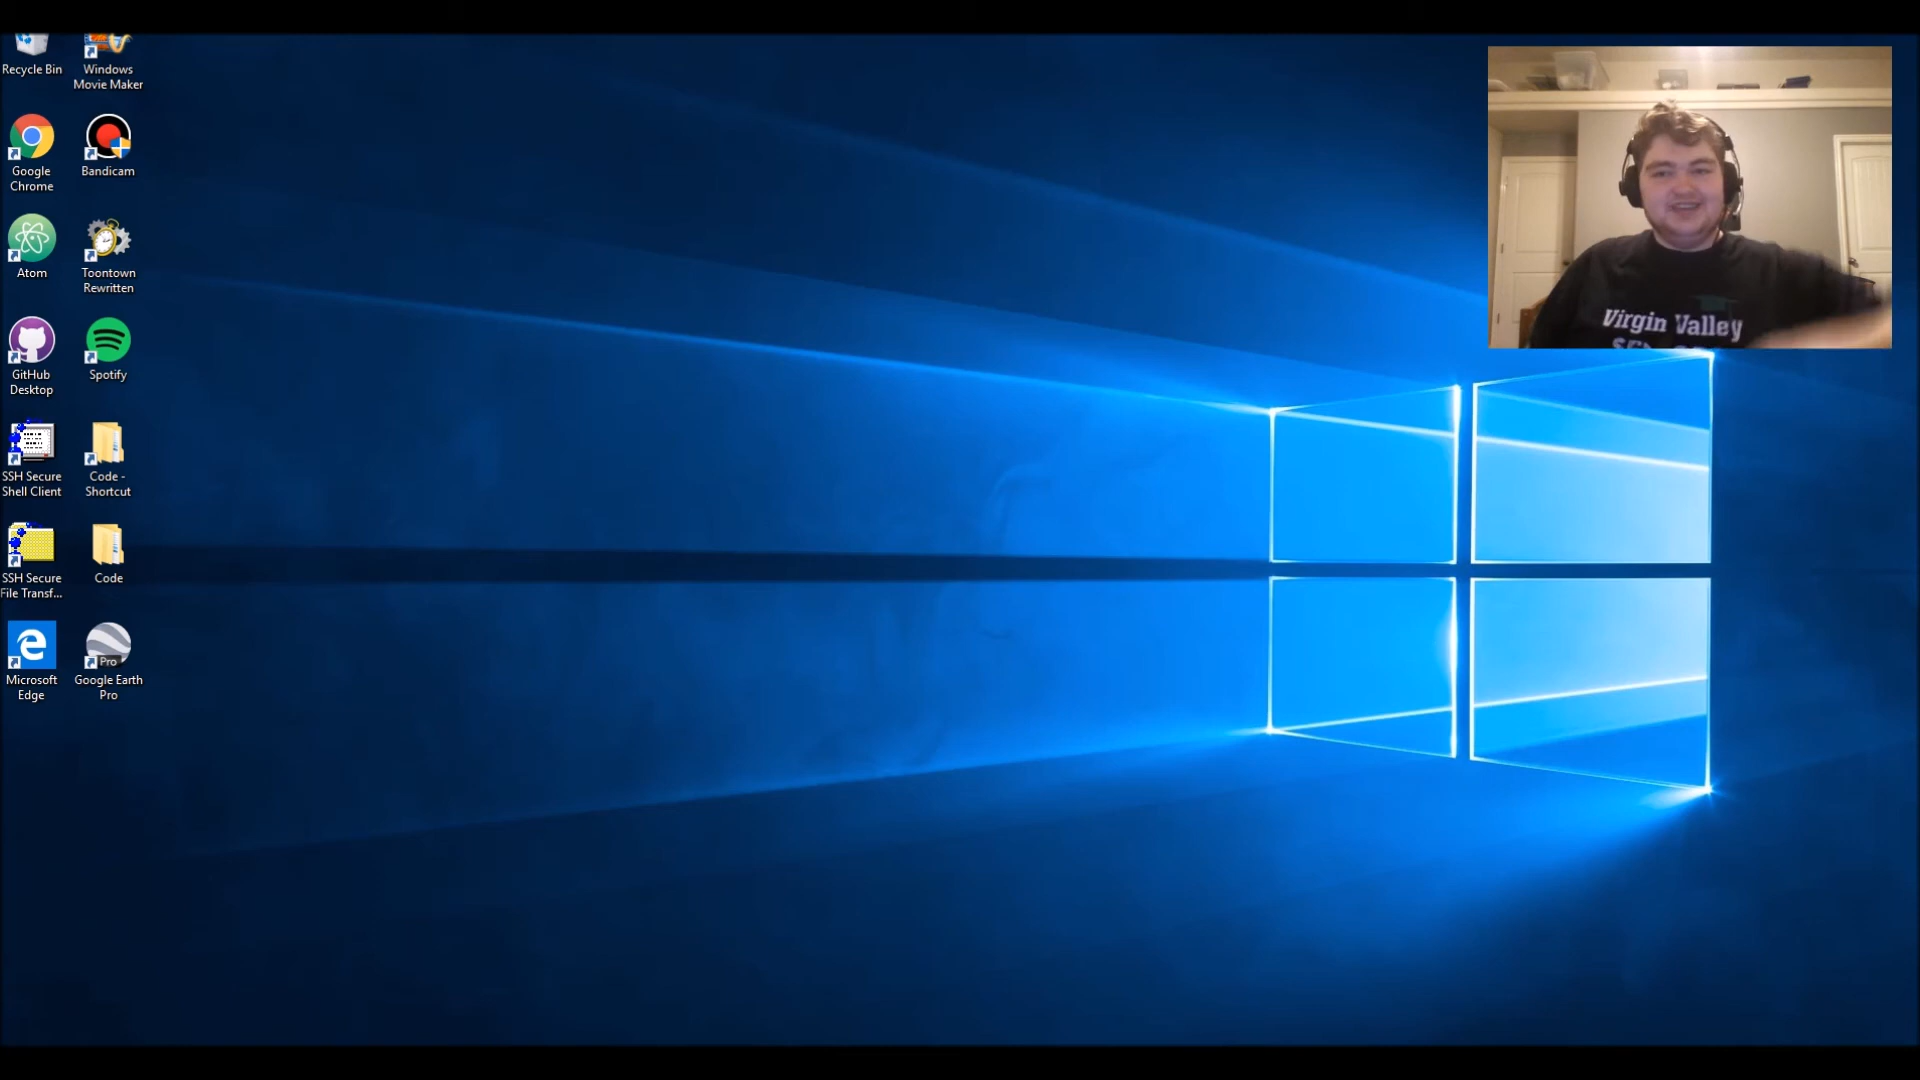 Recycle Bin
Windows
Movie Maker
Google
Chrome
Bandicam
Atom
Toontown
Rewritten
GitHub
Desktop
Spotify
SSH Secure
Shell Client
Code -
Shortcut
SSH Secure
File Transf...
Code
Microsoft
Edge
Pro
Google Earth
Pro
Virgin Valley